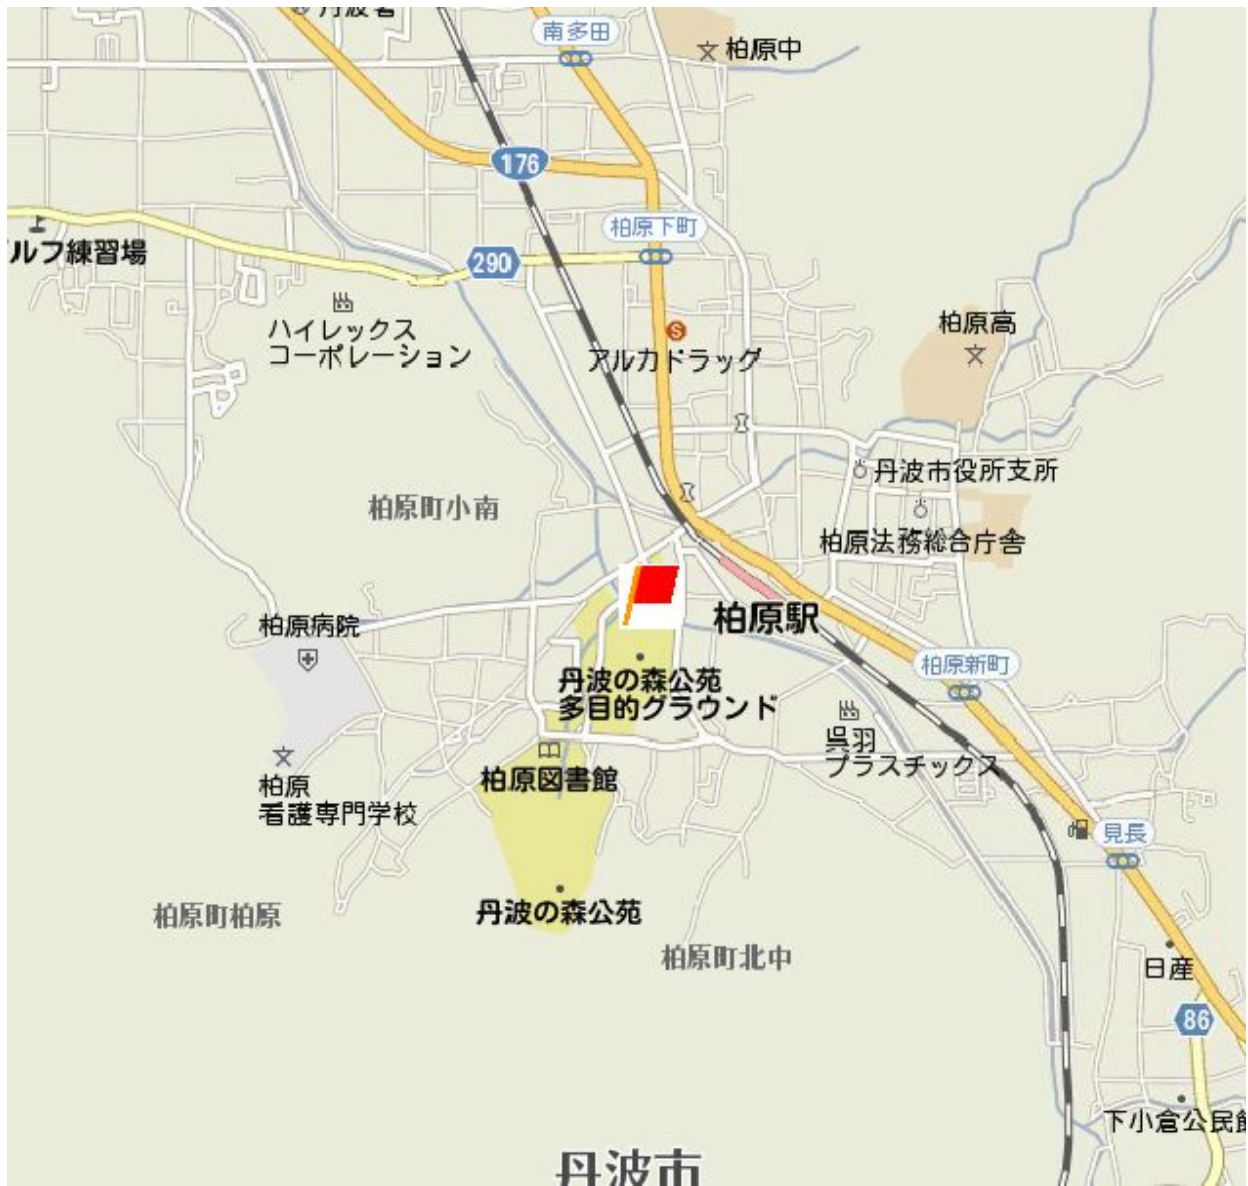 南多田
柏原中
176
柏原下町
290
ルフ練習場
ハイレックス
コーポレーション
柏原高
S
アルカドラッグ
丹波市役所支所
柏原町小南
柏原法務総合庁舎
柏原病院
柏原駅
柏原新町
丹波の森公苑
多目的グラウンド
呉羽
プラスチックス
柏原図書館
柏原
看護専門学校
見長
丹波の森公苑
柏原町柏原
柏原町北中
日産
86
下小倉公民館
丹波市